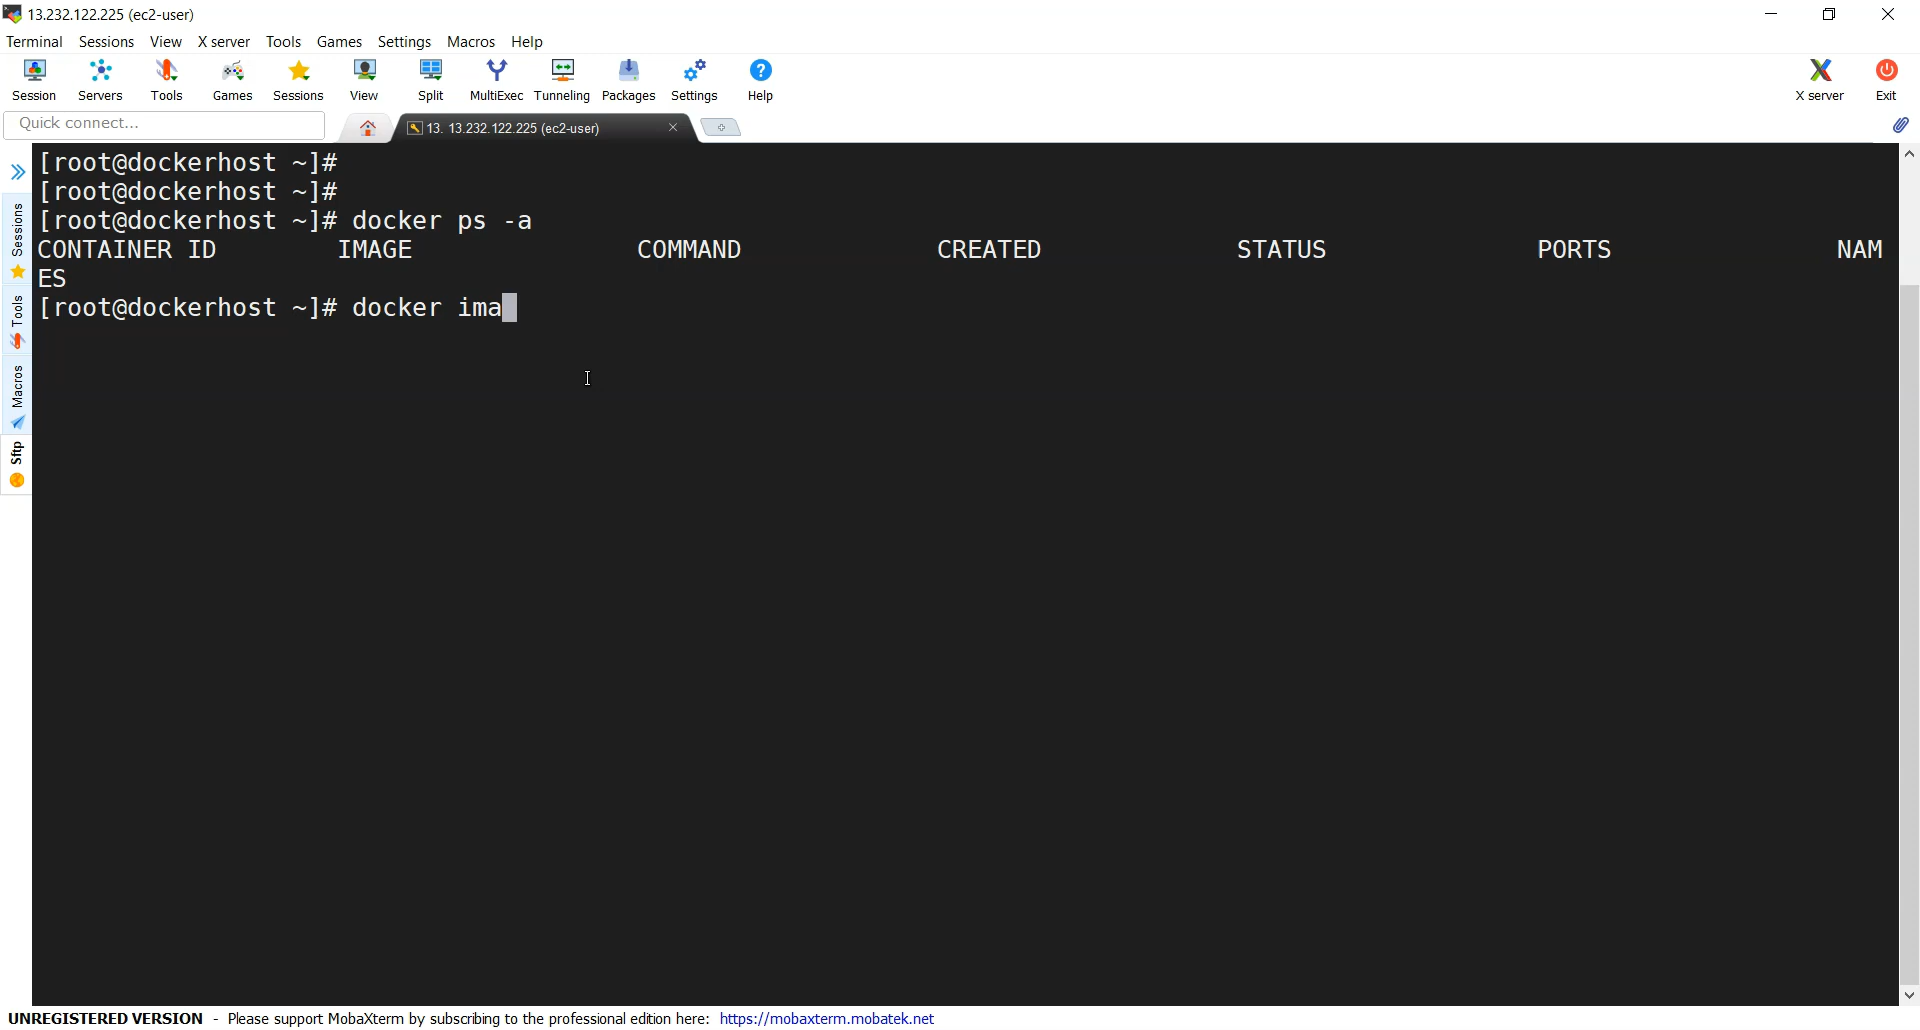 13.232.122.225 (ec2-user)
Terminal Sessions View X server Tools Games Settings Macros Help
Session Servers Tools Games Sessions View Split MultiExec Tunneling Packages Settings Help X server Exit
Quick connect... 13. 13.232.122.225 (ec2-user)
[root@dockerhost ~]#
[root@dockerhost ~]#
[root@dockerhost ~]# docker ps -a
CONTAINER ID IMAGE COMMAND CREATED STATUS PORTS NAM
ES
[root@dockerhost ~]# docker ima
Sessions
Tools
Macros
Sftp
UNREGISTERED VERSION - Please support MobaXterm by subscribing to the professional edition here: https://mobaxterm.mobatek.net